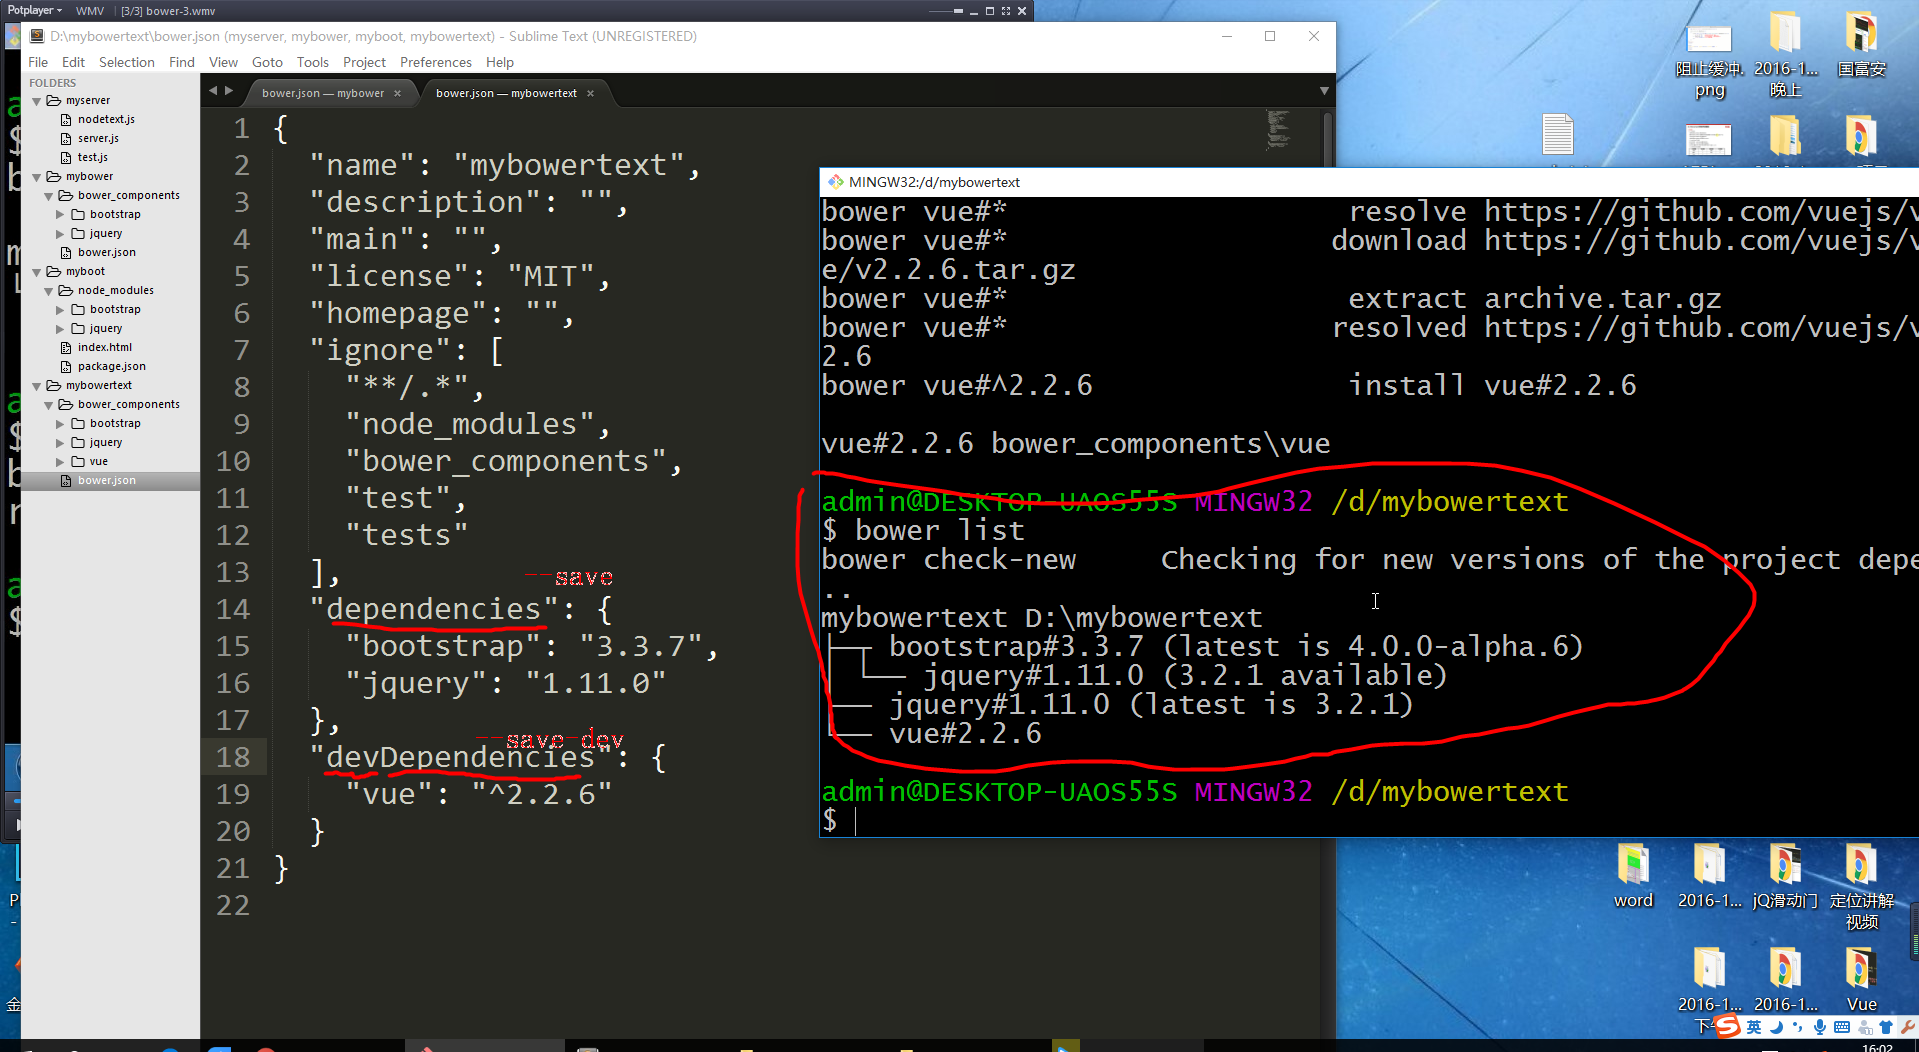 Potplayer WMV [3/3] bower-3.wmv
D:\mybowertext\bower.json (myserver, mybower, myboot, mybowertext) - Sublime Text (UNREGISTERED)
File Edit Selection Find View Goto Tools Project Preferences Help
FOLDERS
myserver
nodetext.js
server.js
test.js
mybower
bower_components
bootstrap
jquery
bower.json
myboot
node_modules
bootstrap
jquery
index.html
package.json
mybowertext
bower_components
bootstrap
jquery
vue
bower.json
bower.json — mybower ×
bower.json — mybowertext ×
1 {
2 "name": "mybowertext",
3 "description": "",
4 "main": "",
5 "license": "MIT",
6 "homepage": "",
7 "ignore": [
8 "**/.*",
9 "node_modules",
10 "bower_components",
11 "test",
12 "tests"
13 ],
--save
14 "dependencies": {
15 "bootstrap": "3.3.7",
16 "jquery": "1.11.0"
17 },
--save-dev
18 "devDependencies": {
19 "vue": "^2.2.6"
20 }
21 }
22
MINGW32:/d/mybowertext
bower vue#* resolve https://github.com/vuejs/v
bower vue#* download https://github.com/vuejs/v
e/v2.2.6.tar.gz
bower vue#* extract archive.tar.gz
bower vue#* resolved https://github.com/vuejs/v
2.6
bower vue#^2.2.6 install vue#2.2.6
vue#2.2.6 bower_components\vue
admin@DESKTOP-UAOS55S MINGW32 /d/mybowertext
$ bower list
bower check-new Checking for new versions of the project depe
..
mybowertext D:\mybowertext
├─┬ bootstrap#3.3.7 (latest is 4.0.0-alpha.6)
│ └── jquery#1.11.0 (3.2.1 available)
├── jquery#1.11.0 (latest is 3.2.1)
└── vue#2.2.6
admin@DESKTOP-UAOS55S MINGW32 /d/mybowertext
$
阻止缓冲.png
2016-1... 晚上
国富安
word
2016-1...
jQ滑动门
定位讲解视频
2016-1...
2016-1...
Vue
英
16:02